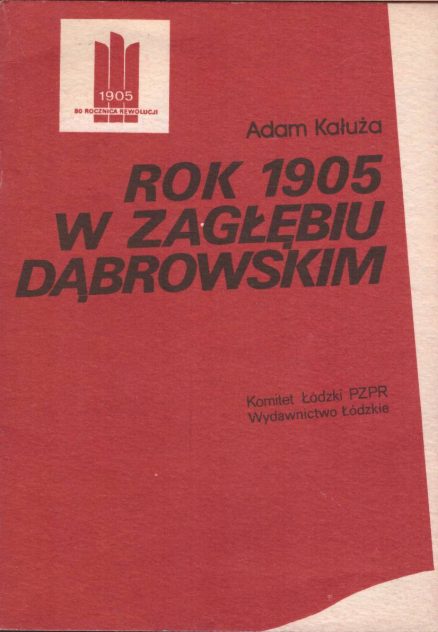 1905
80 ROCZNICA REWOLUCJI
Adam Kałuża
ROK 1905
W ZAGŁĘBIU
DĄBROWSKIM
Komitet Łódzki PZPR
Wydawnictwo Łódzkie